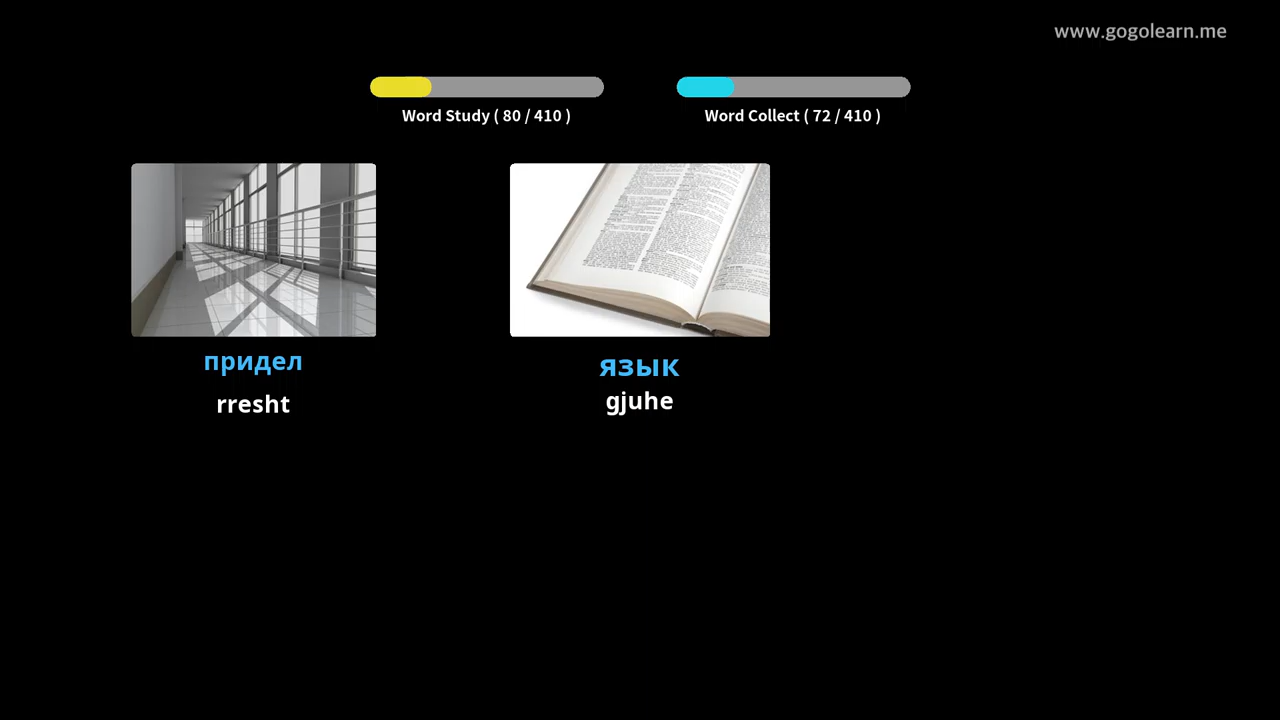 www.gogolearn.me
Word Study ( 80 / 410 )
Word Collect ( 72 / 410 )
придел
rresht
язык
gjuhe